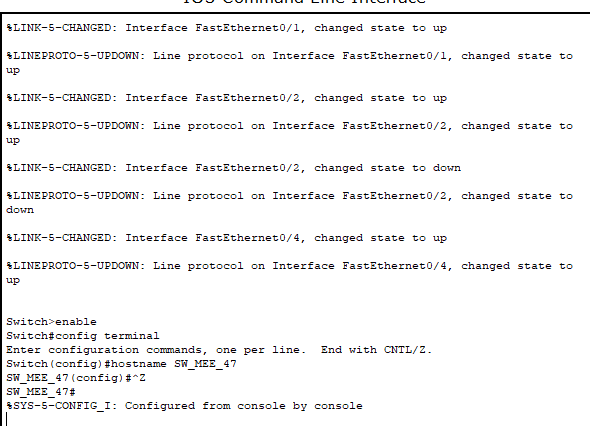 IOS Command Line Interface
%LINK-5-CHANGED: Interface FastEthernet0/1, changed state to up
%LINEPROTO-5-UPDOWN: Line protocol on Interface FastEthernet0/1, changed state to
up
%LINK-5-CHANGED: Interface FastEthernet0/2, changed state to up
%LINEPROTO-5-UPDOWN: Line protocol on Interface FastEthernet0/2, changed state to
up
%LINK-5-CHANGED: Interface FastEthernet0/2, changed state to down
%LINEPROTO-5-UPDOWN: Line protocol on Interface FastEthernet0/2, changed state to
down
%LINK-5-CHANGED: Interface FastEthernet0/4, changed state to up
%LINEPROTO-5-UPDOWN: Line protocol on Interface FastEthernet0/4, changed state to
up
Switch>enable
Switch#config terminal
Enter configuration commands, one per line.  End with CNTL/Z.
Switch(config)#hostname SW_MEE_47
SW_MEE_47(config)#^Z
SW_MEE_47#
%SYS-5-CONFIG_I: Configured from console by console